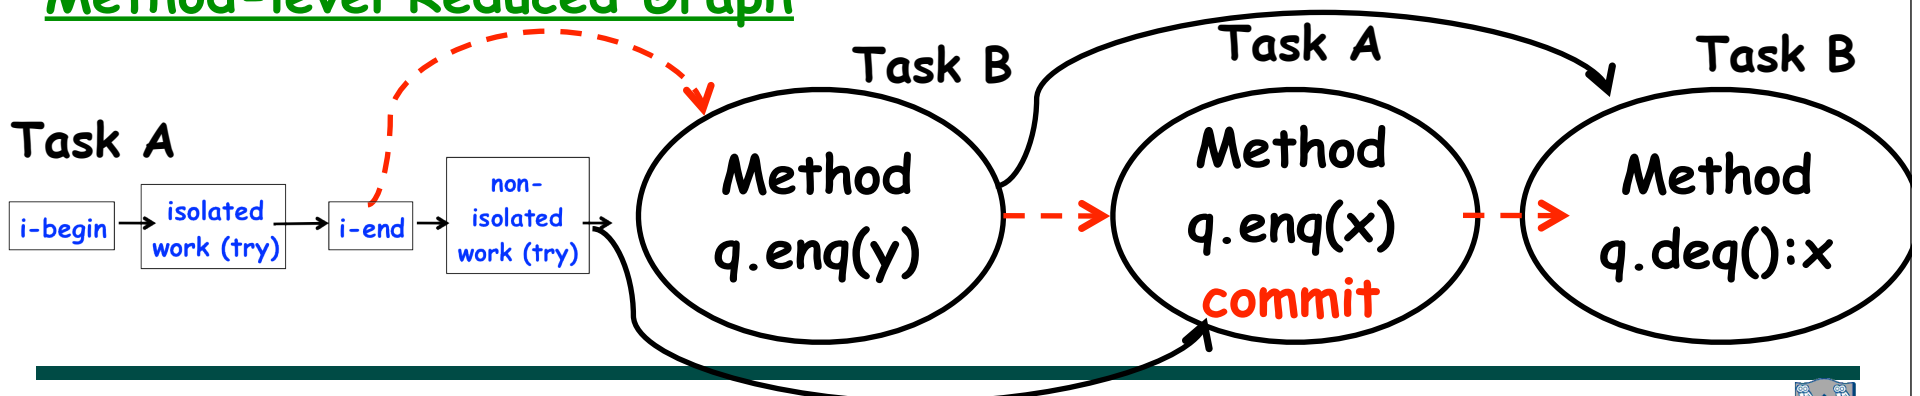 Method-level Reduced Graph
Task B
Task A
Task B
Task A
i-begin
isolated
work (try)
i-end
non-
isolated
work (try)
Method
q.enq(y)
Method
q.enq(x)
commit
Method
q.deq():x